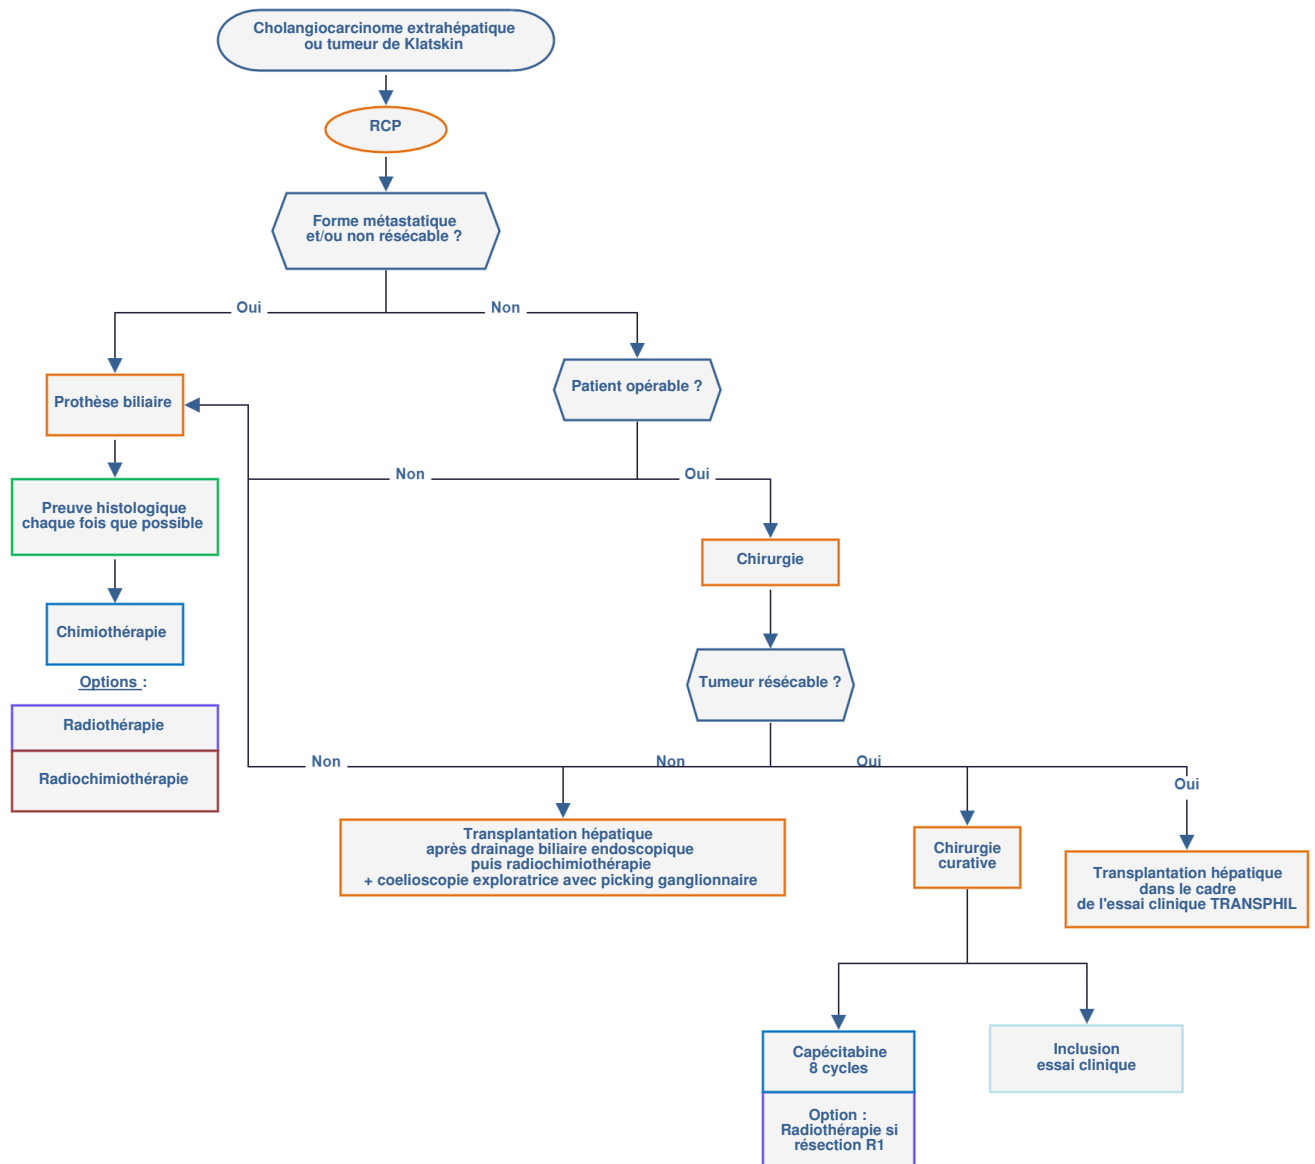 Cholangiocarcinome extrahépatique
ou tumeur de Klatskin
RCP
Forme métastatique
et/ou non résécable ?
Oui
Non
Prothèse biliaire
Patient opérable ?
Non
Oui
Preuve histologique
chaque fois que possible
Chirurgie
Chimiothérapie
Options :
Tumeur résécable ?
Radiothérapie
Radiochimiothérapie
Non
Non
Oui
Oui
Transplantation hépatique
après drainage biliaire endoscopique
puis radiochimiothérapie
+ coelioscopie exploratrice avec picking ganglionnaire
Chirurgie
curative
Transplantation hépatique
dans le cadre
de l'essai clinique TRANSPHIL
Capécitabine
8 cycles
Inclusion
essai clinique
Option :
Radiothérapie si
résection R1